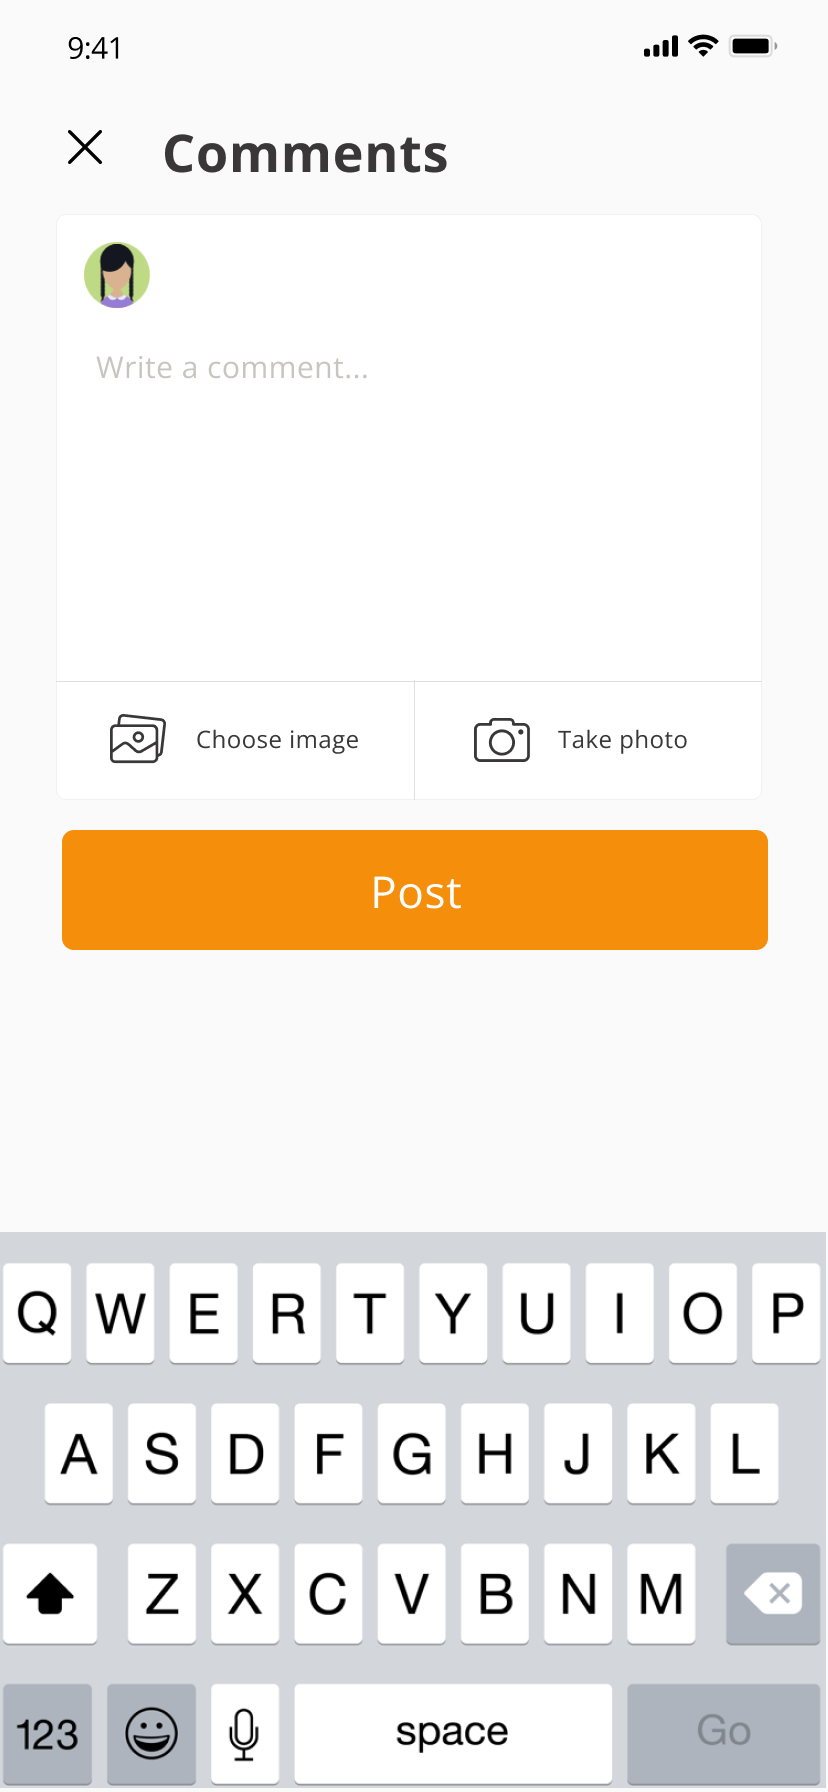 9:41
Comments
Write a comment...
Choose image
Take photo
Post
Q W E R T Y U I O P
A S D F G H J K L
Z X C V B N M
123 space Go